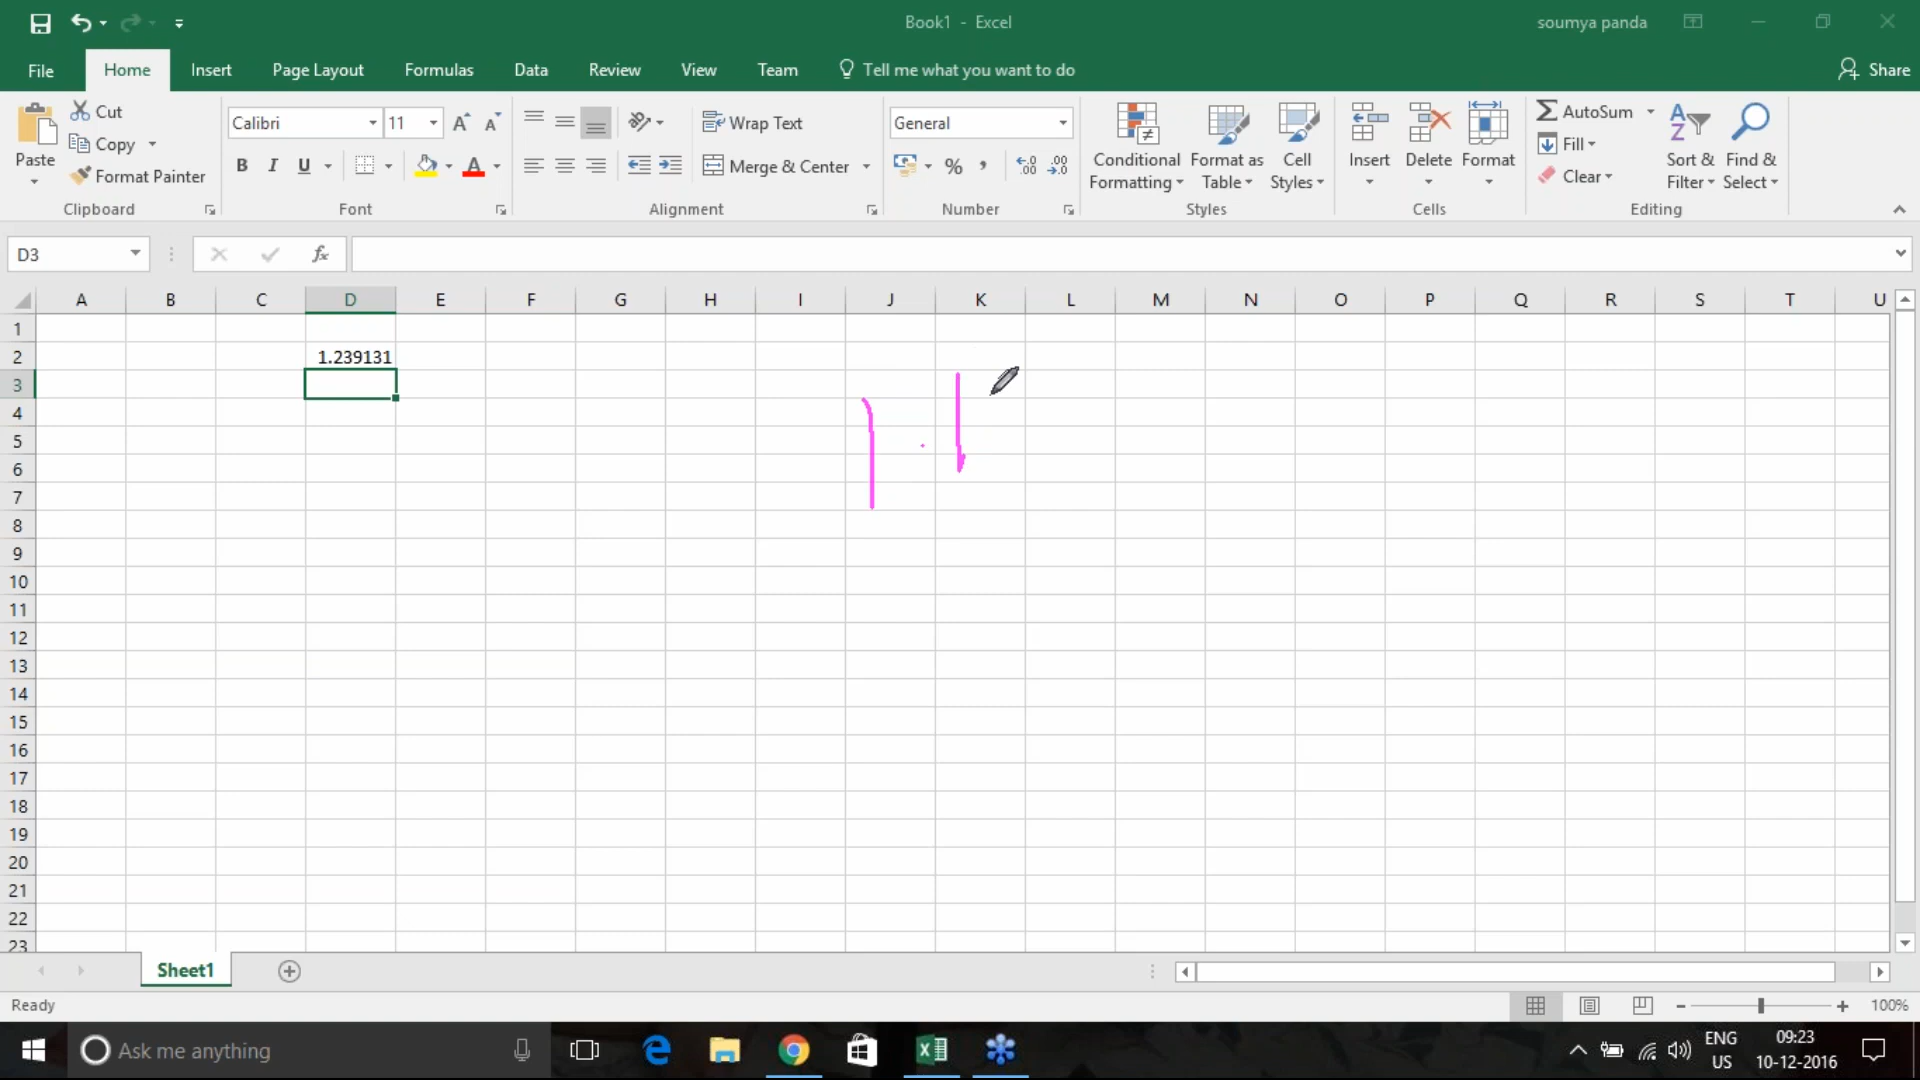 Book1 - Excel
soumya panda
File Home Insert Page Layout Formulas Data Review View Team Tell me what you want to do Share
Paste
Cut
Copy
Format Painter
Clipboard
Calibri 11
B I U A
Font
Wrap Text
Merge & Center
Alignment
General
%
Number
Conditional Formatting
Format as Table
Cell Styles
Styles
Insert Delete Format
Cells
AutoSum
Fill
Clear
Sort & Filter
Find & Select
Editing
D3 fx
A B C D E F G H I J K L M N O P Q R S T U
1
2 1.239131
3
4
5
6
7
8
9
10
11
12
13
14
15
16
17
18
19
20
21
22
23
1.1
Sheet1
Ready 100%
Ask me anything
ENG
US
09:23
10-12-2016